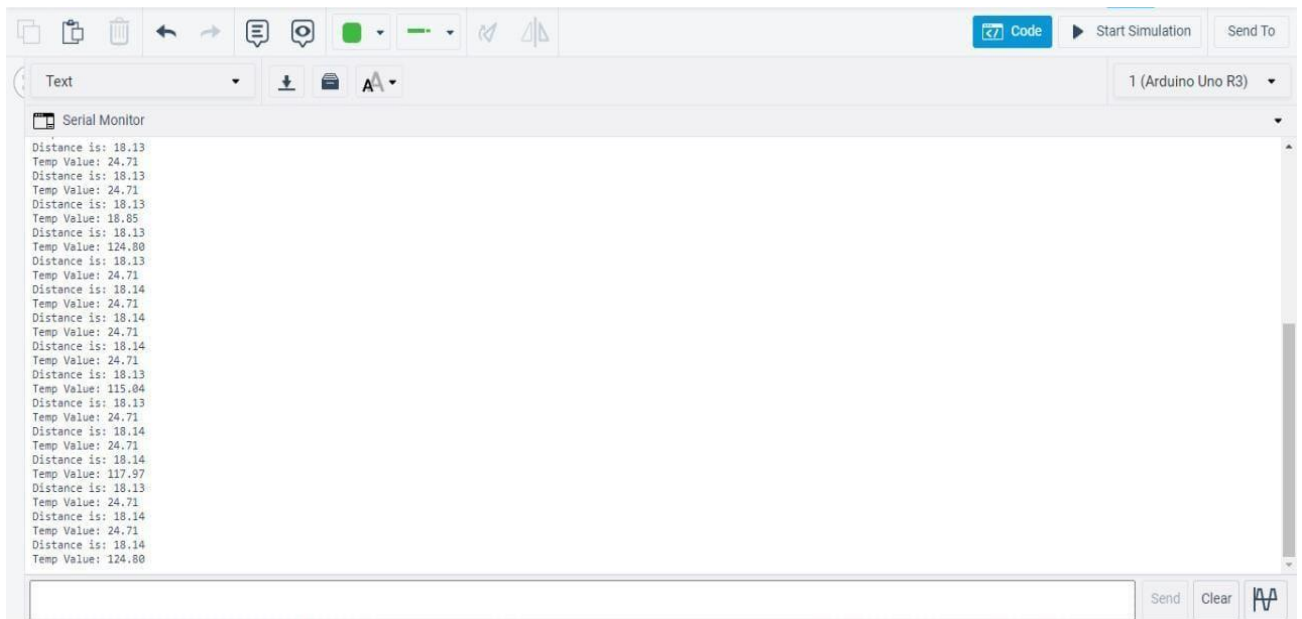 Code
Start Simulation
Send To
Text
AA
1 (Arduino Uno R3)
Serial Monitor
Distance is: 18.13
Temp Value: 24.71
Distance is: 18.13
Temp Value: 24.71
Distance is: 18.13
Temp Value: 18.85
Distance is: 18.13
Temp Value: 124.80
Distance is: 18.13
Temp Value: 24.71
Distance is: 18.14
Temp Value: 24.71
Distance is: 18.14
Temp Value: 24.71
Distance is: 18.14
Temp Value: 24.71
Distance is: 18.13
Temp Value: 115.04
Distance is: 18.13
Temp Value: 24.71
Distance is: 18.14
Temp Value: 24.71
Distance is: 18.14
Temp Value: 117.97
Distance is: 18.13
Temp Value: 24.71
Distance is: 18.14
Temp Value: 24.71
Distance is: 18.14
Temp Value: 124.80
Send
Clear